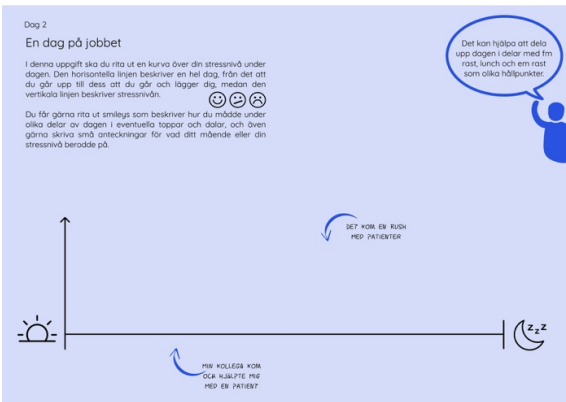 Dag 2
En dag på jobbet
I denna uppgift ska du rita ut en kurva över din stressnivå under
dagen. Den horisontella linjen beskriver en hel dag, från det att
du går upp till dess att du går och lägger dig, medan den
vertikala linjen beskriver stressnivån.
Du får gärna rita ut smileys som beskriver hur du mådde under
olika delar av dagen i eventuella toppar och dalar, och även
gärna skriva små anteckningar för vad ditt mående eller din
stressnivå berodde på.
Det kan hjälpa att dela
upp dagen i delar med fm
rast, lunch och em rast
som olika hållpunkter.
DET KOM EN RUSH
MED PATIENTER
zzz
MIN KOLLEGA KOM
OCH HJÄLPTE MIG
MED EN PATIENT